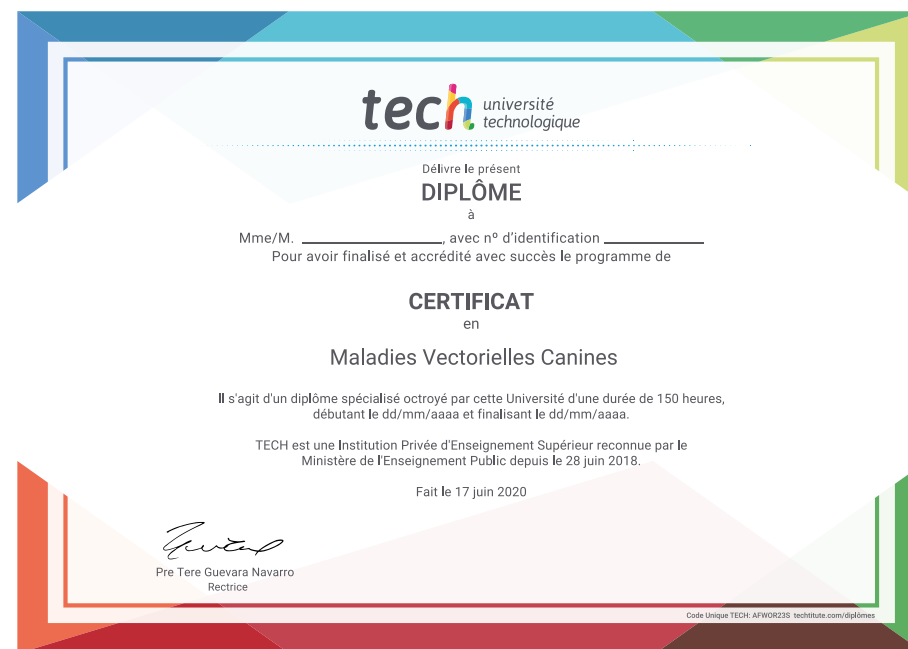 tech université
technologique
Délivre le présent
DIPLÔME
à
Mme/M. ____________________, avec nº d'identification ______________
Pour avoir finalisé et accrédité avec succès le programme de
CERTIFICAT
en
Maladies Vectorielles Canines
Il s'agit d'un diplôme spécialisé octroyé par cette Université d'une durée de 150 heures,
débutant le dd/mm/aaaa et finalisant le dd/mm/aaaa.
TECH est une Institution Privée d'Enseignement Supérieur reconnue par le
Ministère de l'Enseignement Public depuis le 28 juin 2018.
Fait le 17 juin 2020
Pre Tere Guevara Navarro
Rectrice
Code Unique TECH: AFWOR23S techtitute.com/diplômes